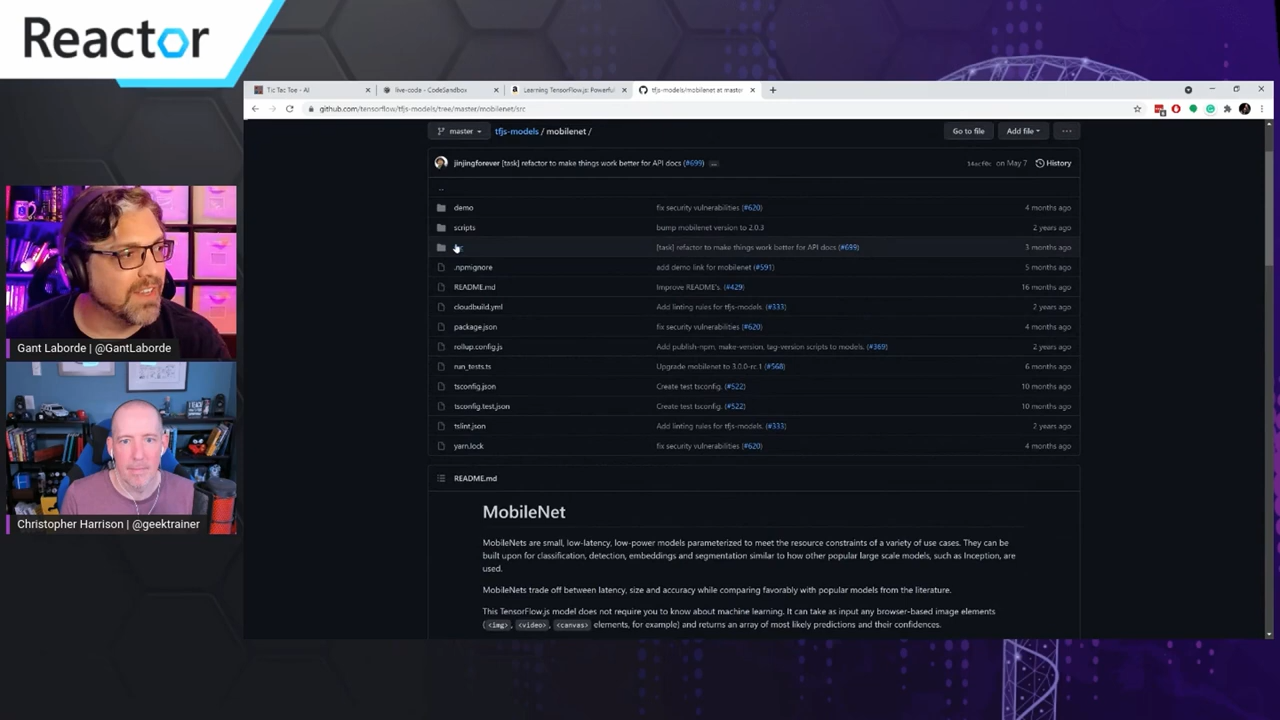 Reactor
Tic Tac Toe - AI
live-code - CodeSandbox
Learning TensorFlow.js: Powerful
tfjs-models/mobilenet at master
github.com/tensorflow/tfjs-models/tree/master/mobilenet/src
master
tfjs-models / mobilenet /
Go to file
Add file
jinjingforever [task] refactor to make things work better for API docs (#699)
on May 7
History
..
demo
fix security vulnerabilities (#620)
4 months ago
scripts
bump mobilenet version to 2.0.3
2 years ago
[task] refactor to make things work better for API docs (#699)
3 months ago
.npmignore
add demo link for mobilenet (#591)
5 months ago
README.md
Improve README's. (#429)
16 months ago
cloudbuild.yml
Add linting rules for tfjs-models. (#333)
2 years ago
package.json
fix security vulnerabilities (#620)
4 months ago
rollup.config.js
Add publish-npm, make-version, tag-version scripts to models. (#369)
2 years ago
run_tests.ts
Upgrade mobilenet to 3.0.0-rc.1 (#568)
6 months ago
tsconfig.json
Create test tsconfig. (#522)
10 months ago
tsconfig.test.json
Create test tsconfig. (#522)
10 months ago
tslint.json
Add linting rules for tfjs-models. (#333)
2 years ago
yarn.lock
fix security vulnerabilities (#620)
4 months ago
README.md
MobileNet
MobileNets are small, low-latency, low-power models parameterized to meet the resource constraints of a variety of use cases. They can be
built upon for classification, detection, embeddings and segmentation similar to how other popular large scale models, such as Inception, are
used.
MobileNets trade off between latency, size and accuracy while comparing favorably with popular models from the literature.
This TensorFlow.js model does not require you to know about machine learning. It can take as input any browser-based image elements
(<img>, <video>, <canvas> elements, for example) and returns an array of most likely predictions and their confidences.
Gant Laborde | @GantLaborde
Christopher Harrison | @geektrainer